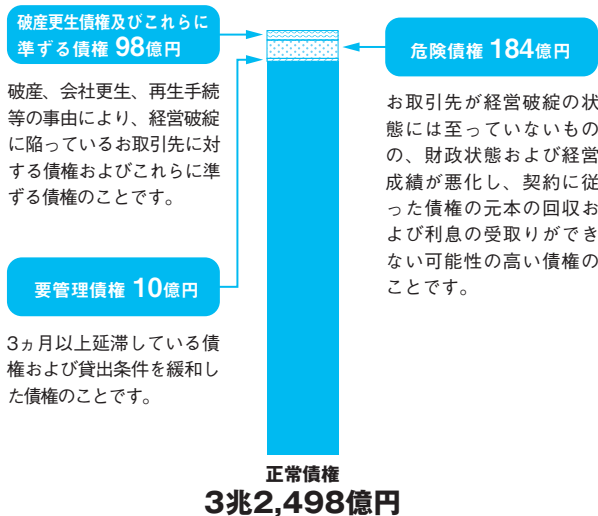 破産更生債権及びこれらに
準ずる債権 98億円
破産、会社更生、再生手続
等の事由により、経営破綻
に陥っているお取引先に対
する債権およびこれらに準
ずる債権のことです。
要管理債権 10億円
3ヵ月以上延滞している債
権および貸出条件を緩和し
た債権のことです。
危険債権 184億円
お取引先が経営破綻の状
態には至っていないもの
の、財政状態および経営
成績が悪化し、契約に従
った債権の元本の回収お
よび利息の受取りができ
ない可能性の高い債権の
ことです。
正常債権
3兆2,498億円